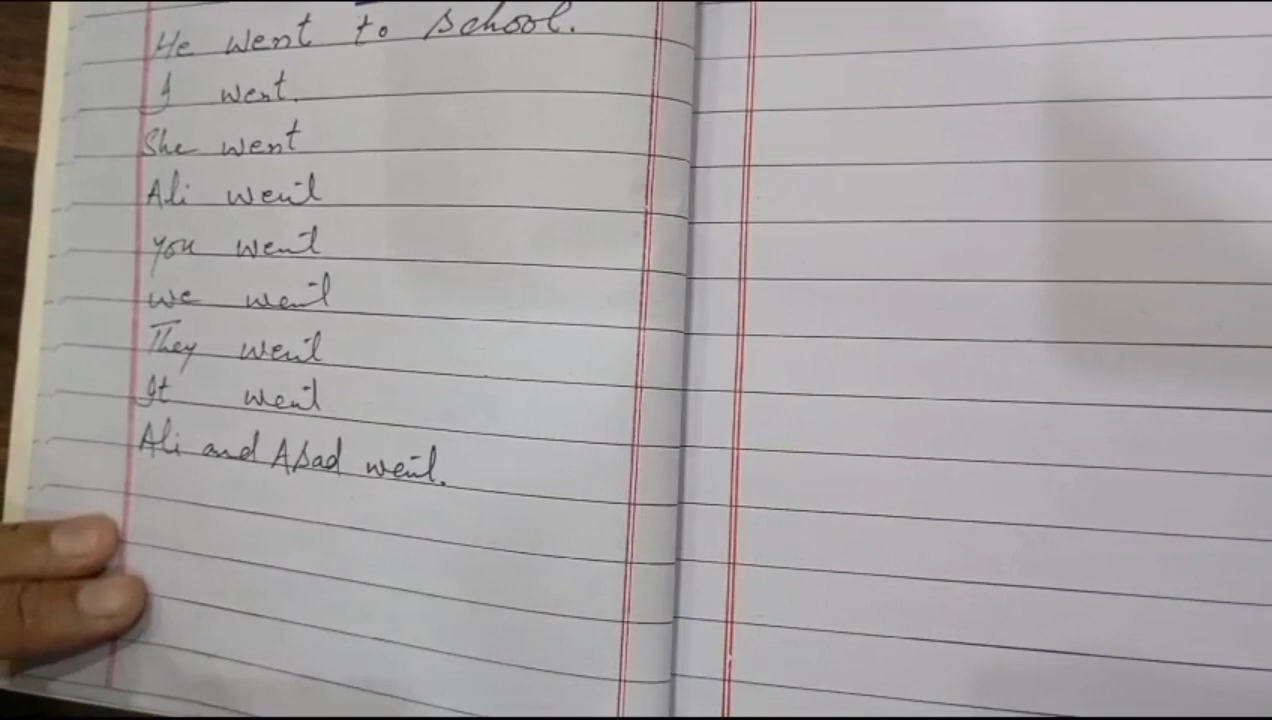 He went to school.
I went.
She went
Ali went
you went
we went
They went
It went
Ali and Asad went.